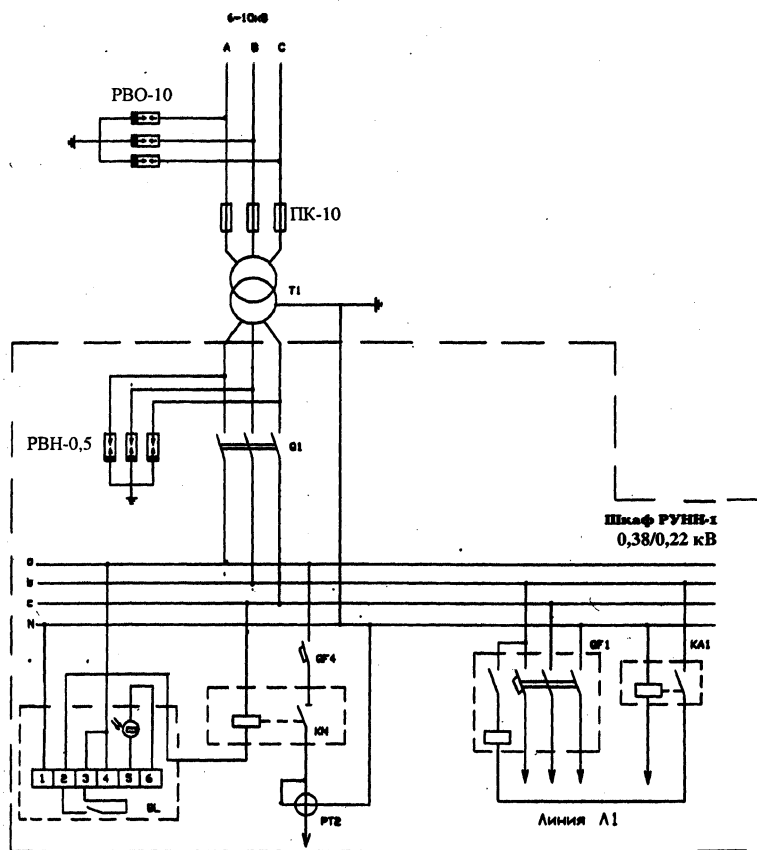 6-10кВ
A B C
РВО-10
ПК-10
T1
РВН-0,5
Q1
Шкаф РУНН-1
0,38/0,22 кВ
a
b
c
N
QF4
QF1
KA1
KM
1 2 3 4 5 6
BL
PT2
Линия Л1